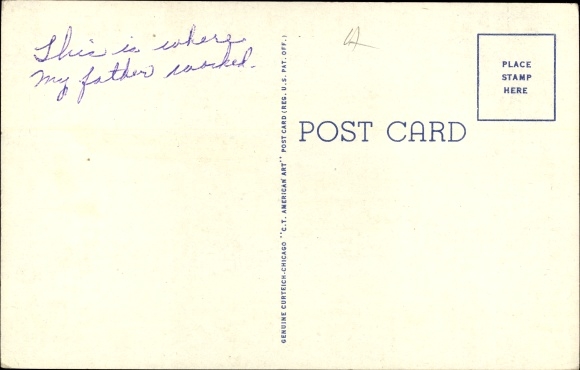 This is where
my father worked.
GENUINE CURTEICH-CHICAGO "C.T. AMERICAN ART" POST CARD (REG. U.S. PAT. OFF.)
POST CARD
PLACE
STAMP
HERE